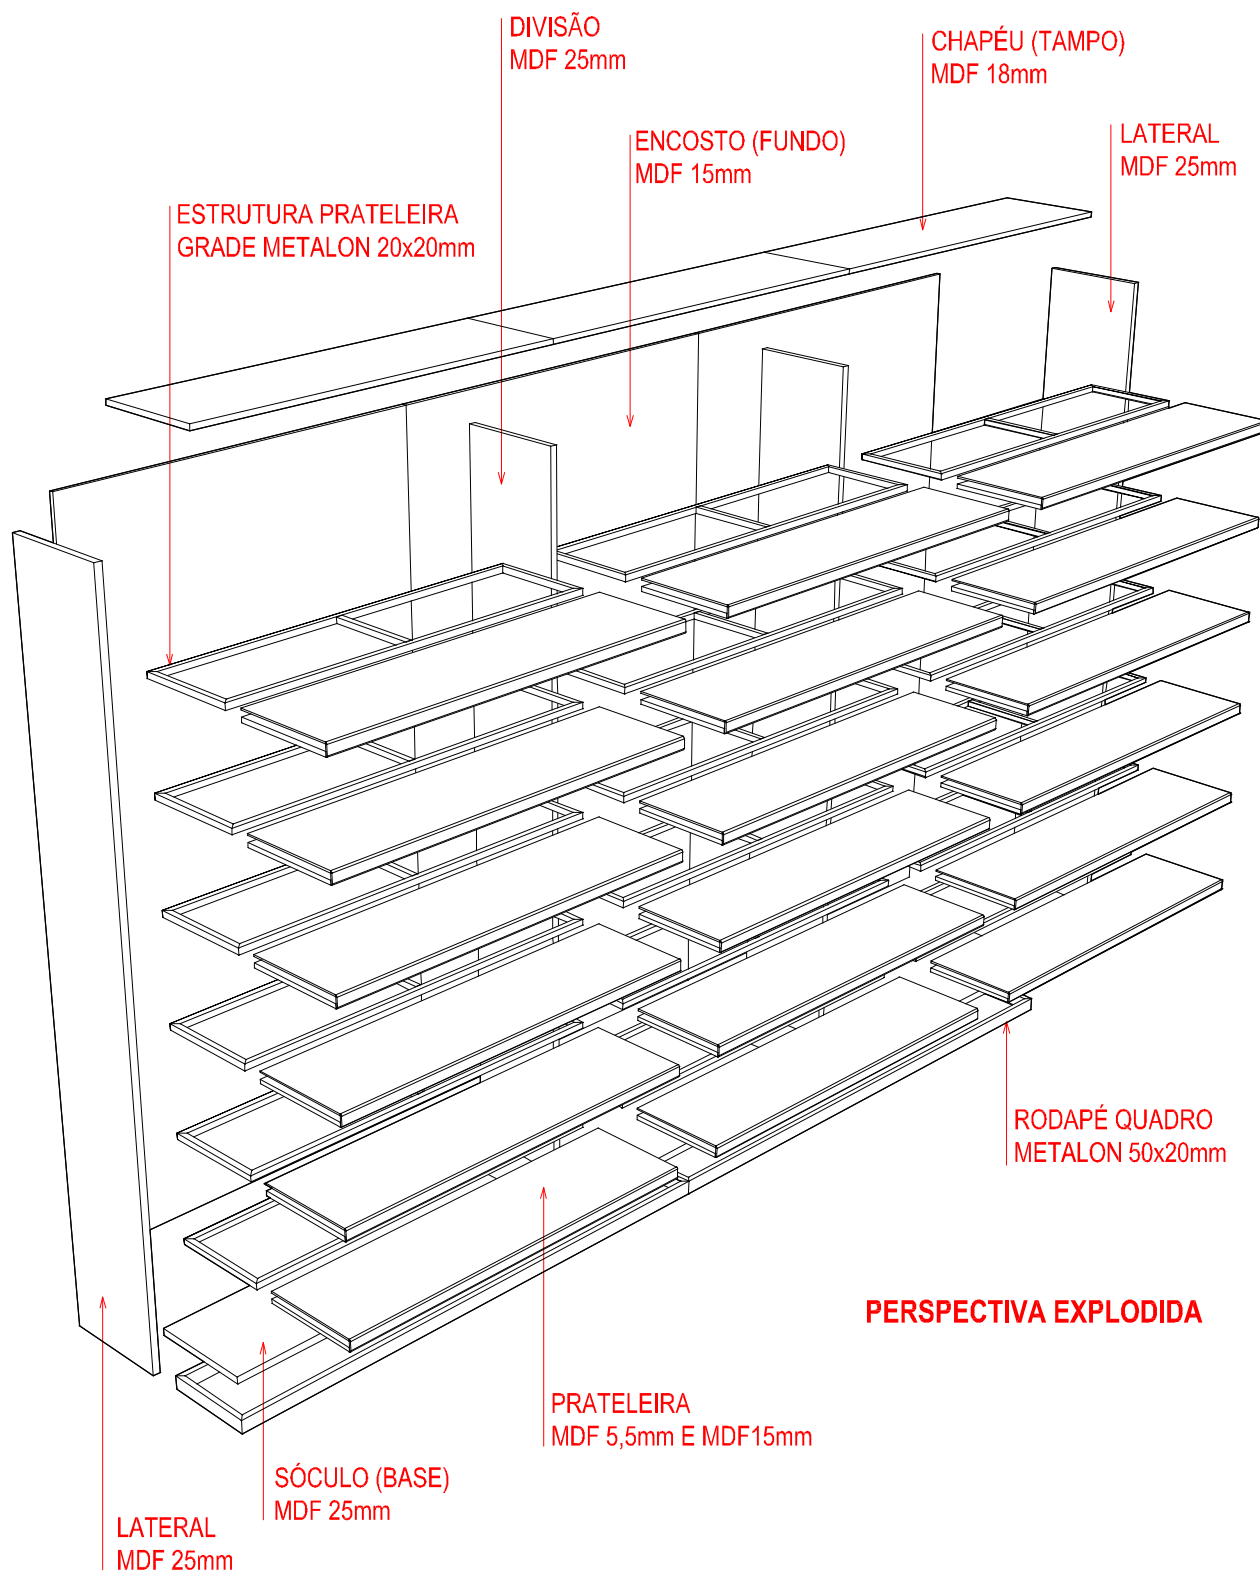 DIVISÃO
MDF 25mm
CHAPÉU (TAMPO)
MDF 18mm
ENCOSTO (FUNDO)
MDF 15mm
LATERAL
MDF 25mm
ESTRUTURA PRATELEIRA
GRADE METALON 20x20mm
RODAPÉ QUADRO
METALON 50x20mm
PERSPECTIVA EXPLODIDA
PRATELEIRA
MDF 5,5mm E MDF15mm
SÓCULO (BASE)
MDF 25mm
LATERAL
MDF 25mm